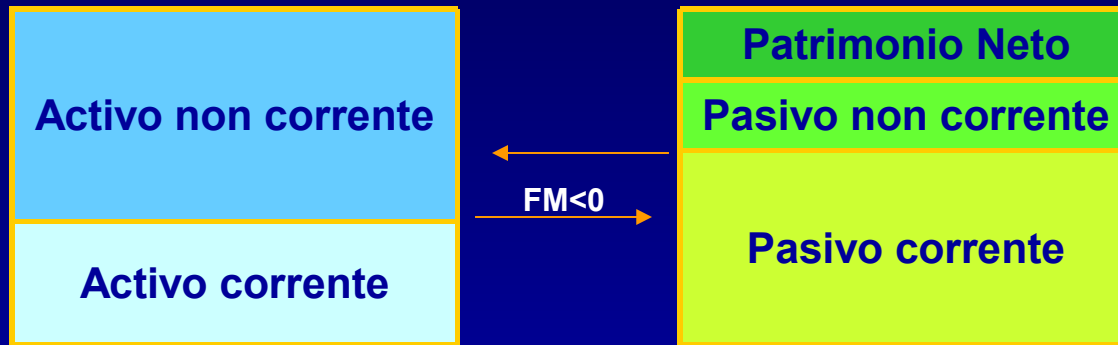 Activo non corrente
Activo corrente
FM<0
Patrimonio Neto
Pasivo non corrente
Pasivo corrente